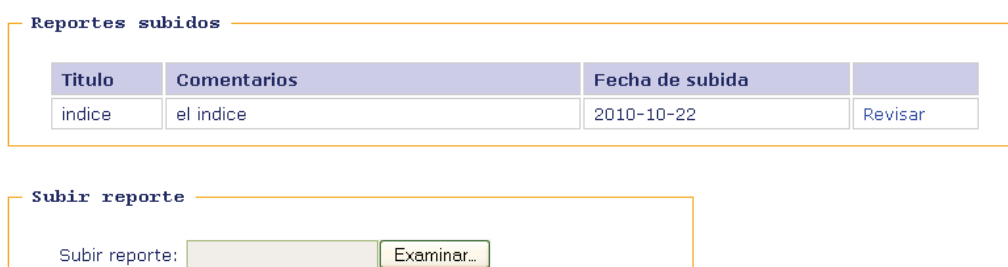 Reportes subidos
Titulo Comentarios Fecha de subida
indice el indice 2010-10-22 Revisar
Subir reporte
Subir reporte: Examinar...